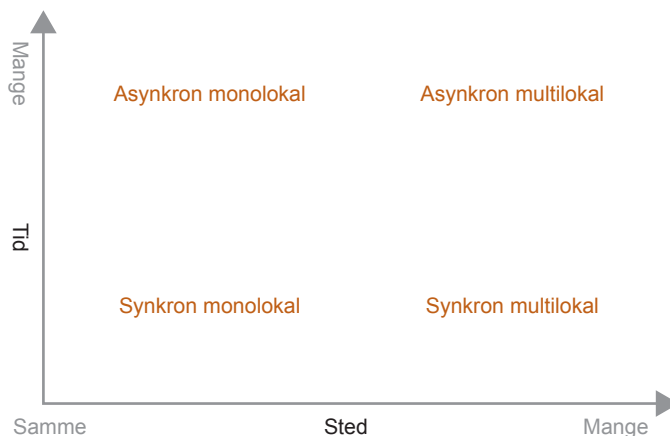 Mange
Asynkron monolokal
Asynkron multilokal
Tid
Synkron monolokal
Synkron multilokal
Samme
Sted
Mange